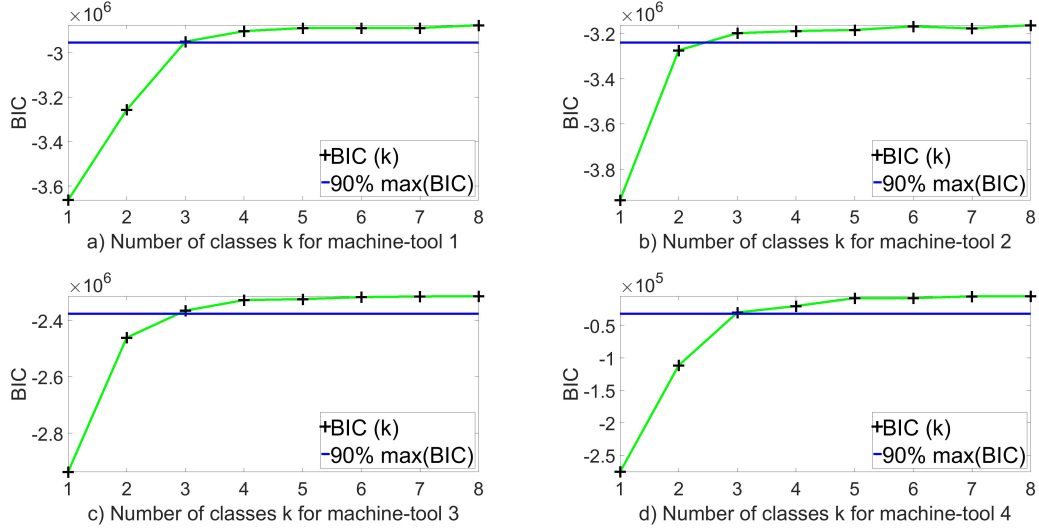 ×10⁶
-3
-3.2
-3.4
-3.6
BIC
BIC (k)
90% max(BIC)
1 2 3 4 5 6 7 8
a) Number of classes k for machine-tool 1
×10⁶
-3.2
-3.4
-3.6
-3.8
BIC
BIC (k)
90% max(BIC)
1 2 3 4 5 6 7 8
b) Number of classes k for machine-tool 2
×10⁶
-2.4
-2.6
-2.8
BIC
BIC (k)
90% max(BIC)
1 2 3 4 5 6 7 8
c) Number of classes k for machine-tool 3
×10⁵
-0.5
-1
-1.5
-2
-2.5
BIC
BIC (k)
90% max(BIC)
1 2 3 4 5 6 7 8
d) Number of classes k for machine-tool 4